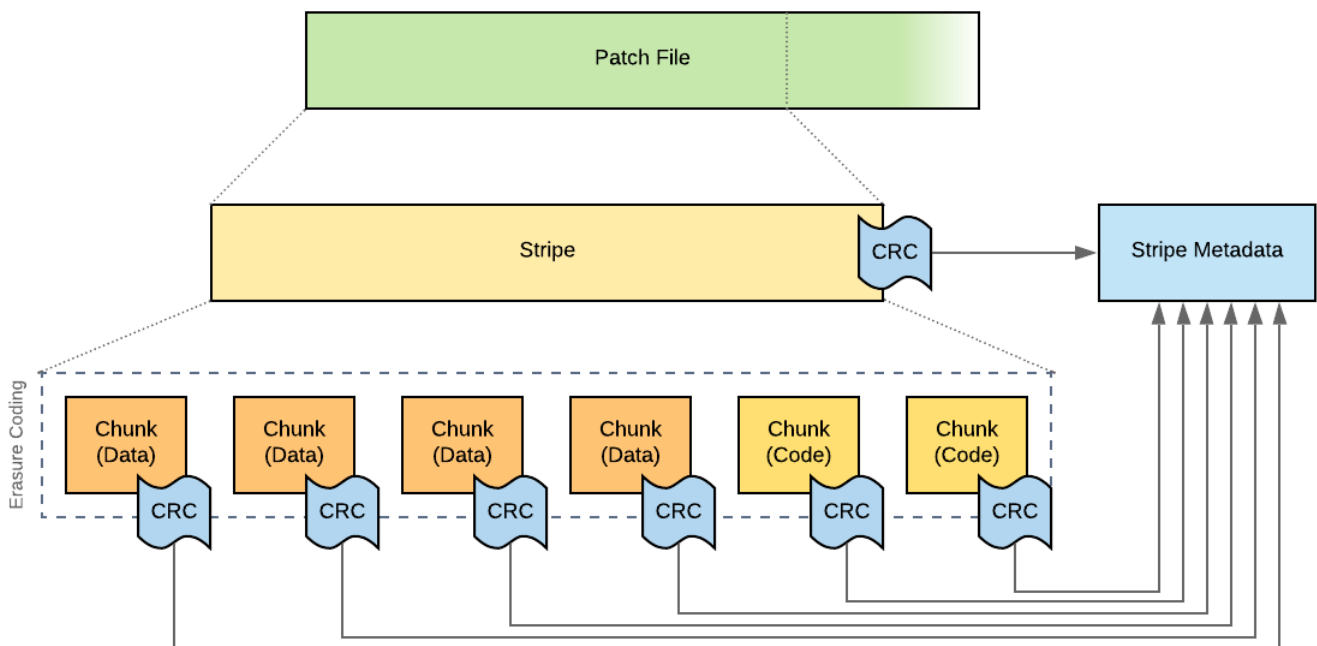 Patch File
Stripe
CRC
Stripe Metadata
Erasure Coding
Chunk
(Data)
Chunk
(Data)
Chunk
(Data)
Chunk
(Data)
Chunk
(Code)
Chunk
(Code)
CRC
CRC
CRC
CRC
CRC
CRC